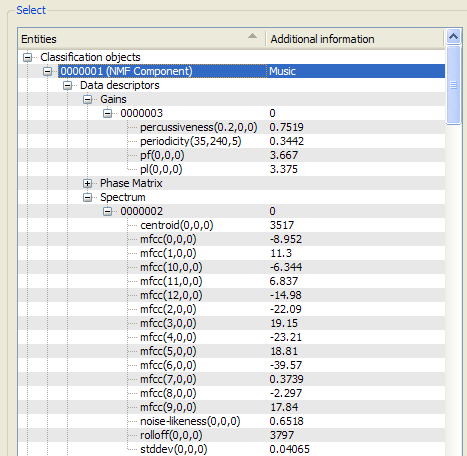 Select
Entities Additional information
Classification objects
0000001 (NMF Component) Music
Data descriptors
Gains
0000003 0
percussiveness(0.2,0,0) 0.7519
periodicity(35,240,5) 0.3442
pf(0,0,0) 3.667
pl(0,0,0) 3.375
Phase Matrix
Spectrum
0000002 0
centroid(0,0,0) 3517
mfcc(0,0,0) -8.952
mfcc(1,0,0) 11.3
mfcc(10,0,0) -6.344
mfcc(11,0,0) 6.837
mfcc(12,0,0) -14.98
mfcc(2,0,0) -22.09
mfcc(3,0,0) 19.15
mfcc(4,0,0) -23.21
mfcc(5,0,0) 18.81
mfcc(6,0,0) -39.57
mfcc(7,0,0) 0.3739
mfcc(8,0,0) -2.297
mfcc(9,0,0) 17.84
noise-likeness(0,0,0) 0.6518
rolloff(0,0,0) 3797
stddev(0,0,0) 0.04065